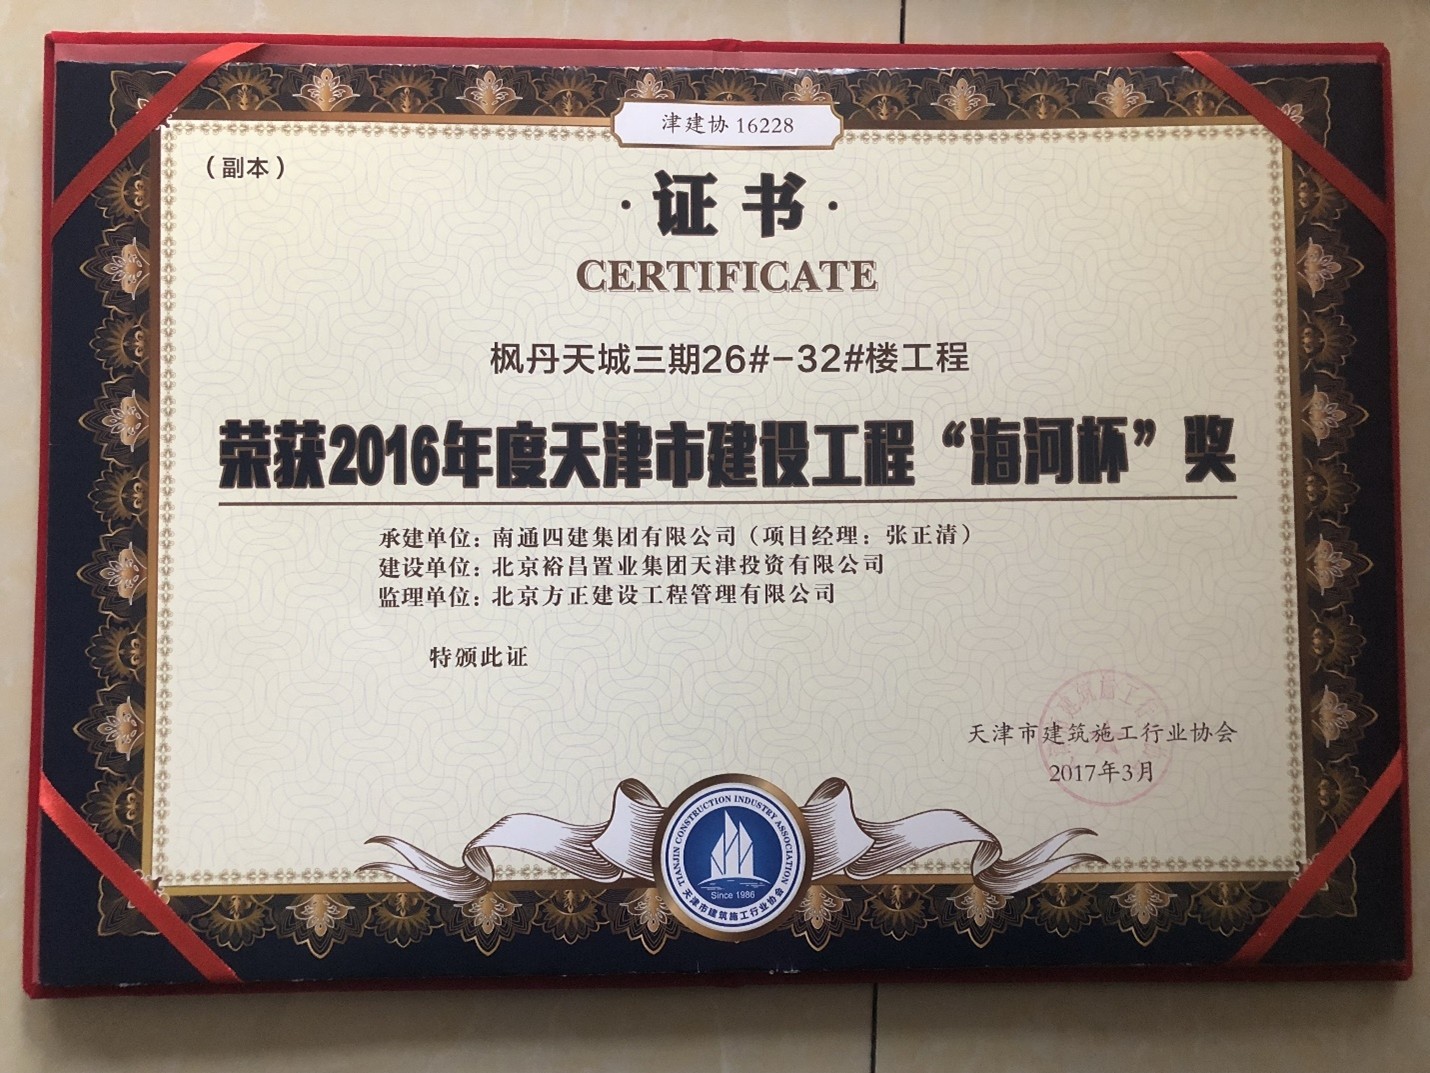 津建协 16228
（副本）
·证书·
CERTIFICATE
枫丹天城三期26#-32#楼工程
荣获2016年度天津市建设工程“海河杯”奖
承建单位：南通四建集团有限公司（项目经理：张正清）
建设单位：北京裕昌置业集团天津投资有限公司
监理单位：北京方正建设工程管理有限公司
特颁此证
天津市建筑施工行业协会
2017年3月
TIANJIN CONSTRUCTION INDUSTRY ASSOCIATION
Since 1986
天津市建筑施工行业协会